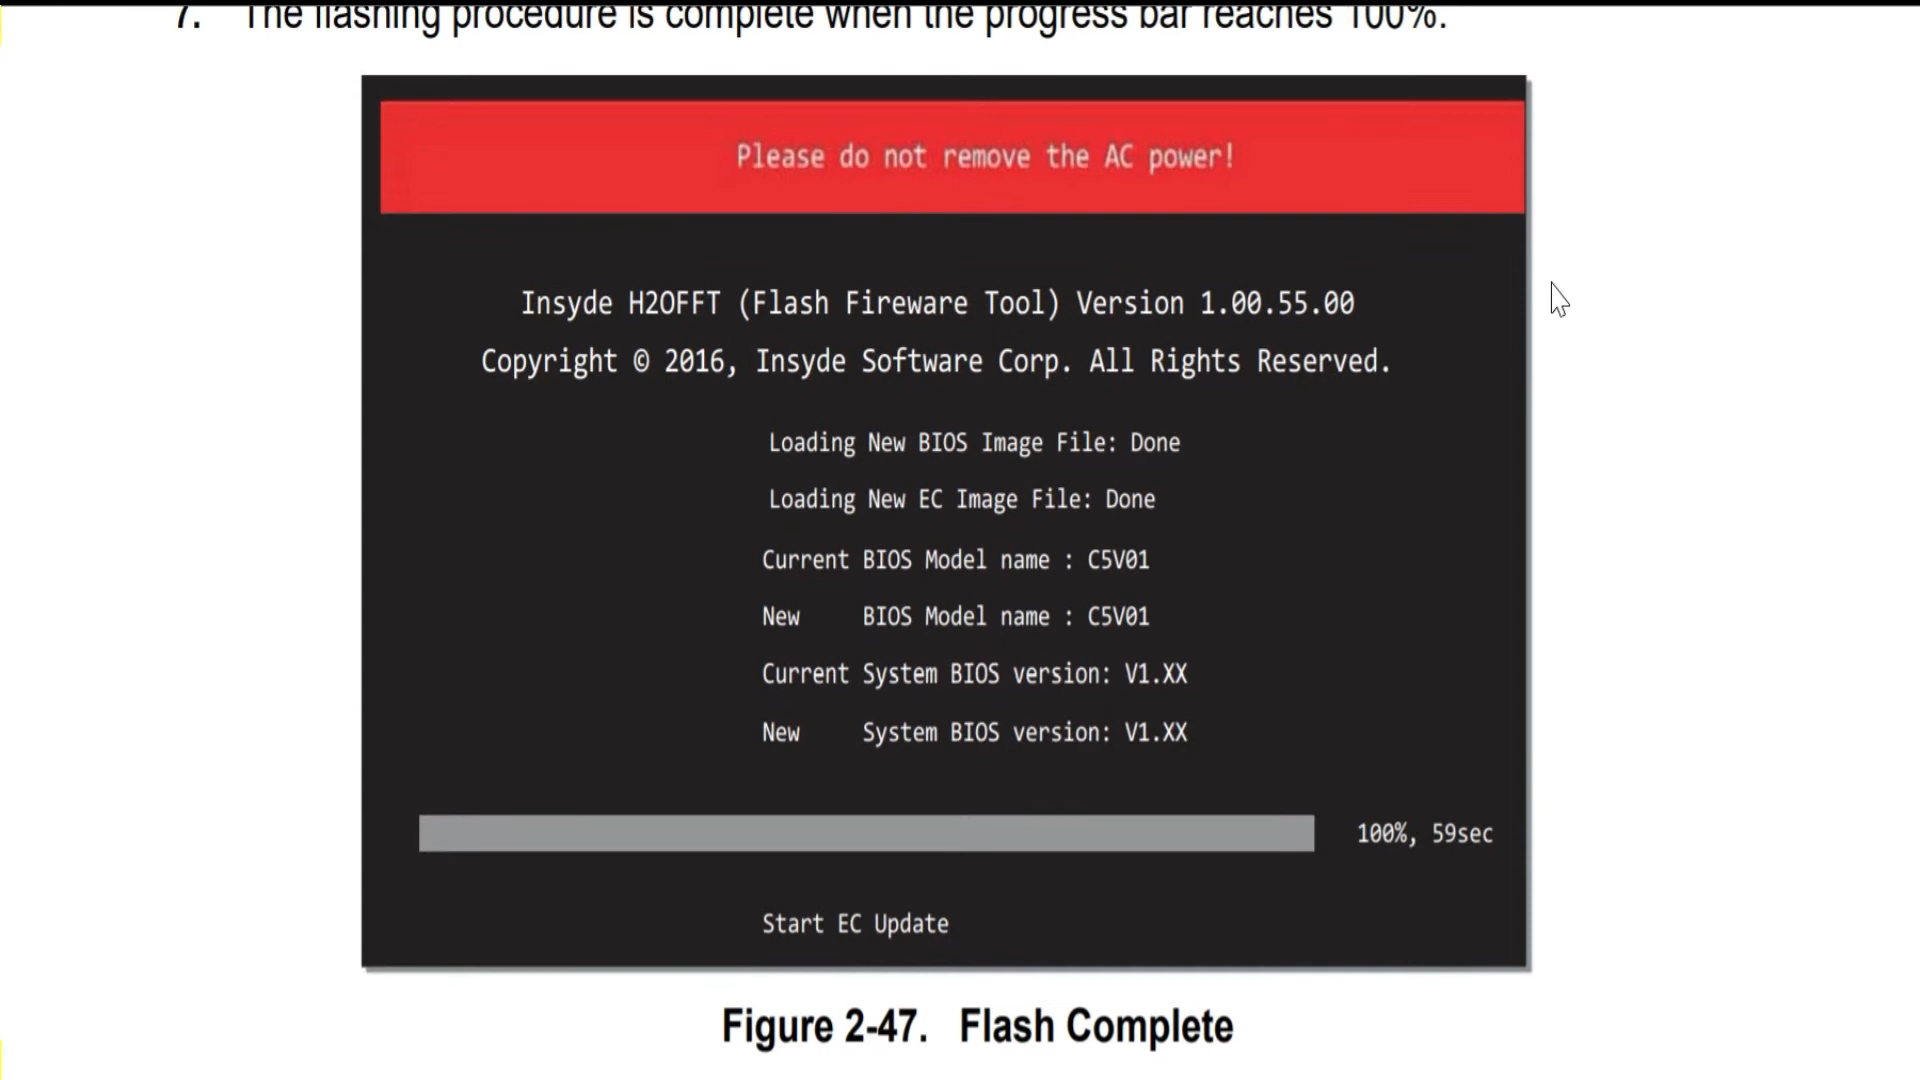 7. The flashing procedure is complete when the progress bar reaches 100%.
Please do not remove the AC power!
Insyde H2OFFT (Flash Fireware Tool) Version 1.00.55.00
Copyright © 2016, Insyde Software Corp. All Rights Reserved.
Loading New BIOS Image File: Done
Loading New EC Image File: Done
Current BIOS Model name : C5V01
New BIOS Model name : C5V01
Current System BIOS version: V1.XX
New System BIOS version: V1.XX
100%, 59sec
Start EC Update
Figure 2-47. Flash Complete